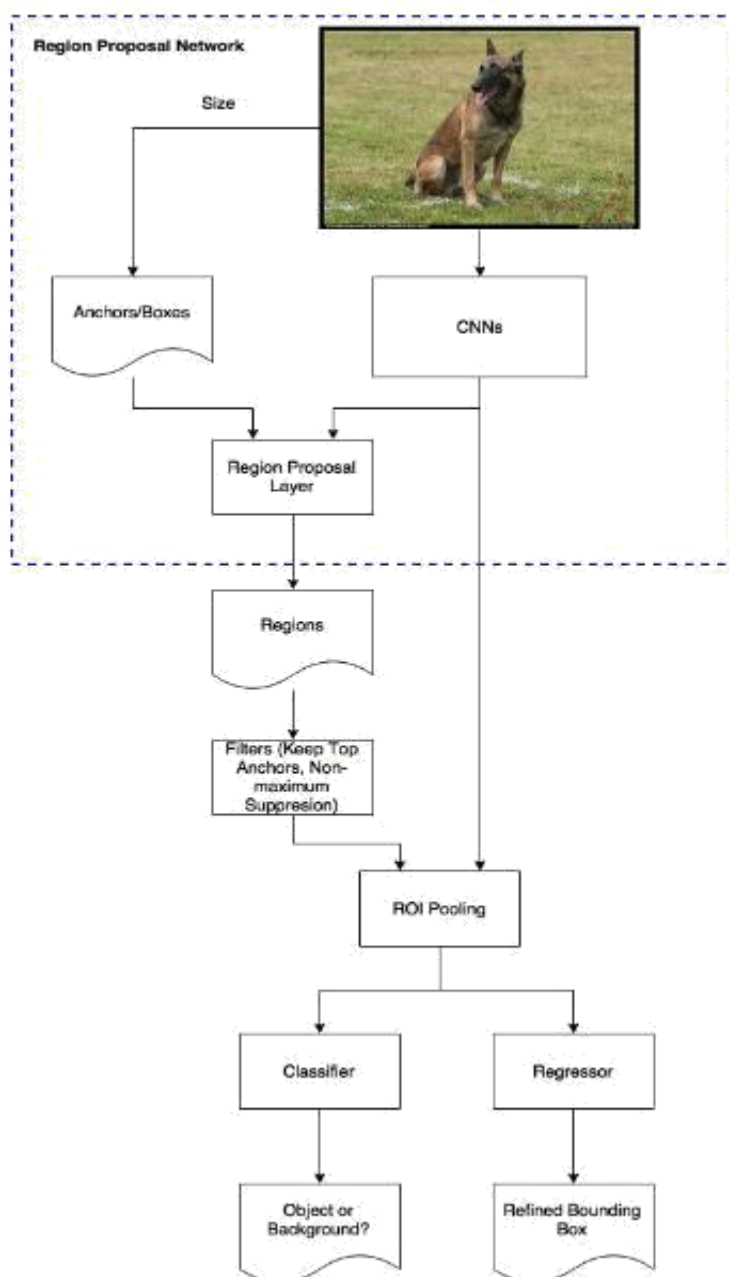 Region Proposal Network
Size
Anchors/Boxes
CNNs
Region Proposal
Layer
Regions
Filters (Keep Top
Anchors, Non-
maximum
Suppresion)
ROI Pooling
Classifier
Regressor
Object or
Background?
Refined Bounding
Box